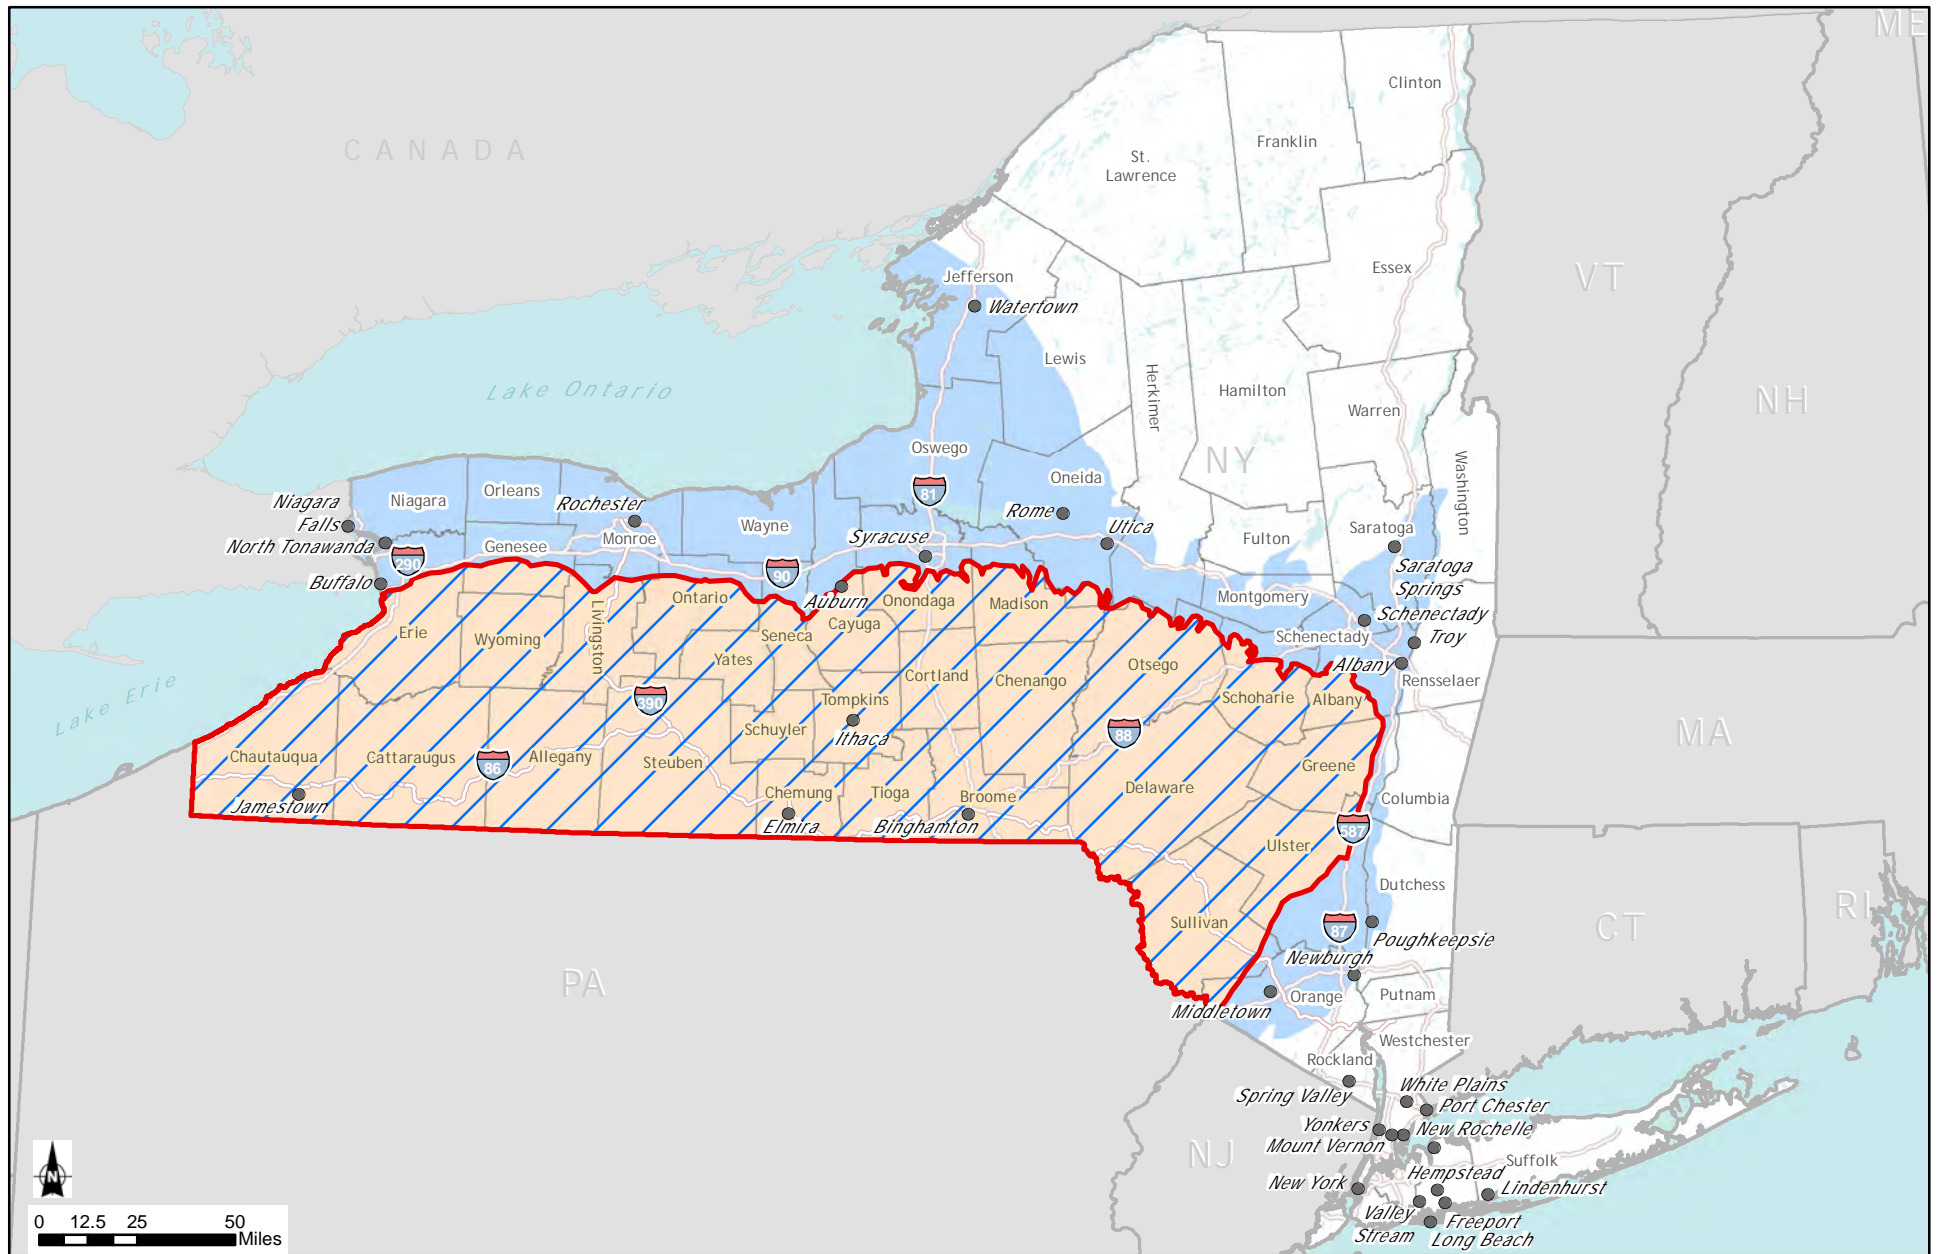 ME
CANADA
Clinton
Franklin
St.
Lawrence
Essex
VT
Jefferson
Watertown
Lewis
Herkimer
Hamilton
Warren
NH
Lake Ontario
NY
Washington
Oswego
81
Oneida
Rome
Utica
Fulton
Saratoga
Saratoga
Springs
Niagara
Falls
Niagara
Orleans
Rochester
Wayne
Monroe
Genesee
North Tonawanda
290
Buffalo
90
Syracuse
Auburn
Onondaga
Madison
Montgomery
Schenectady
Schenectady
Troy
Albany
Rensselaer
Erie
Wyoming
Livingston
Ontario
Seneca
Cayuga
Yates
Cortland
Chenango
Otsego
Schoharie
Albany
Lake Erie
390
Tompkins
Ithaca
Schuyler
88
MA
Chautauqua
Cattaraugus
86
Allegany
Steuben
Greene
Delaware
Columbia
Jamestown
Chemung
Elmira
Tioga
Broome
Binghamton
587
Ulster
Dutchess
RI
CT
Sullivan
87
Poughkeepsie
Newburgh
PA
Orange
Putnam
Middletown
Westchester
Rockland
Spring Valley
White Plains
Port Chester
Yonkers
New Rochelle
Mount Vernon
NJ
Suffolk
Hempstead
New York
Lindenhurst
Valley
Stream
Freeport
Long Beach
N
0 12.5 25 50
Miles